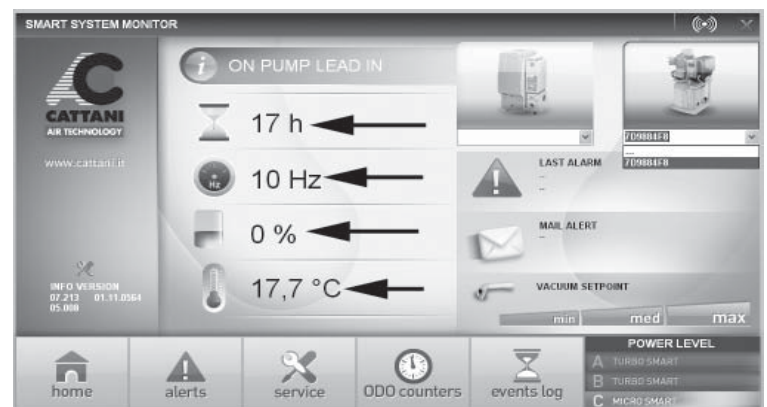 SMART SYSTEM MONITOR
AC
CATTANI
AIR TECHNOLOGY
www.cattani.it
INFO VERSION
07.213 01.11.0564
05.008
i ON PUMP LEAD IN
17 h
Hz
10 Hz
0 %
17,7 °C
7D9884F8
---
7D9884F8
LAST ALARM
--
--
MAIL ALERT
--
VACUUM SETPOINT
min med max
home
alerts
service
ODO counters
events log
POWER LEVEL
A TURBO SMART
B TURBO SMART
C MICRO SMART